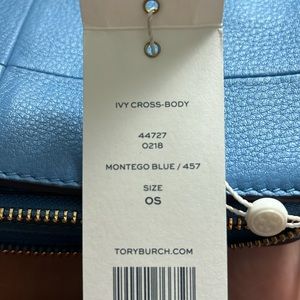 IVY CROSS-BODY
44727
0218
MONTEGO BLUE / 457
SIZE
OS
TORYBURCH.COM